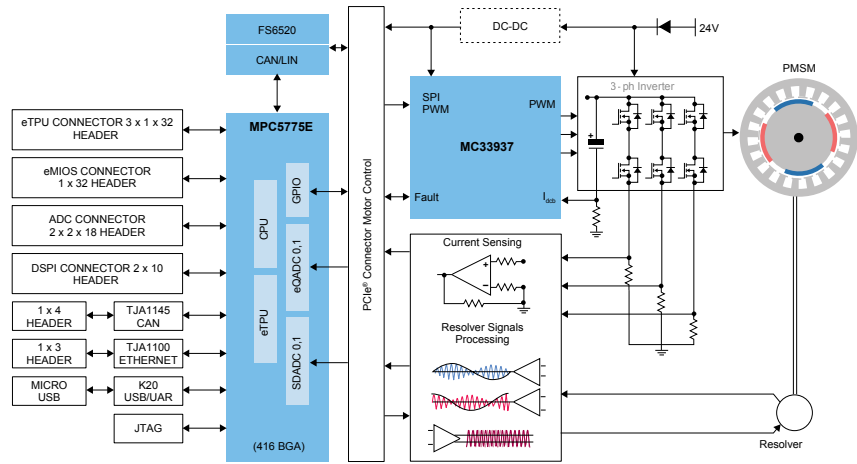 FS6520
CAN/LIN
MPC5775E
GPIO
CPU
eQADC 0,1
eTPU
SDADC 0,1
(416 BGA)
eTPU CONNECTOR 3 x 1 x 32
HEADER
eMIOS CONNECTOR
1 x 32 HEADER
ADC CONNECTOR
2 x 2 x 18 HEADER
DSPI CONNECTOR 2 x 10
HEADER
1 x 4
HEADER
TJA1145
CAN
1 x 3
HEADER
TJA1100
ETHERNET
MICRO
USB
K20
USB/UAR
JTAG
PCIe® Connector Motor Control
DC-DC
24V
SPI
PWM
PWM
MC33937
Fault
Idcb
3-ph Inverter
PMSM
Current Sensing
Resolver Signals
Processing
Resolver